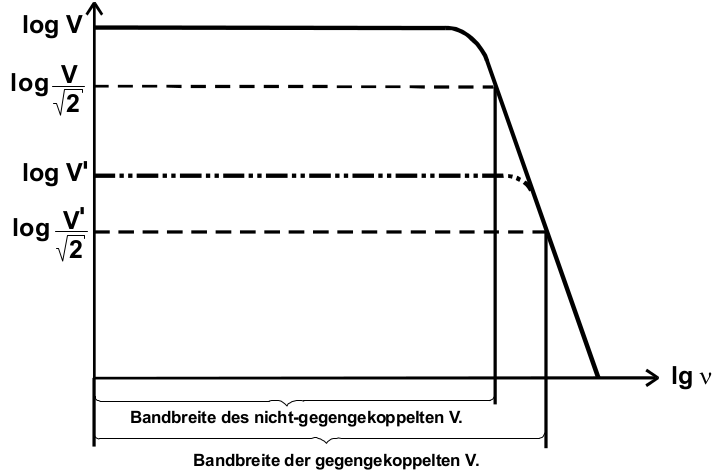 log V
log V/√2
log V'
log V'/√2
lg ν
Bandbreite des nicht-gegengekoppelten V.
Bandbreite der gegengekoppelten V.